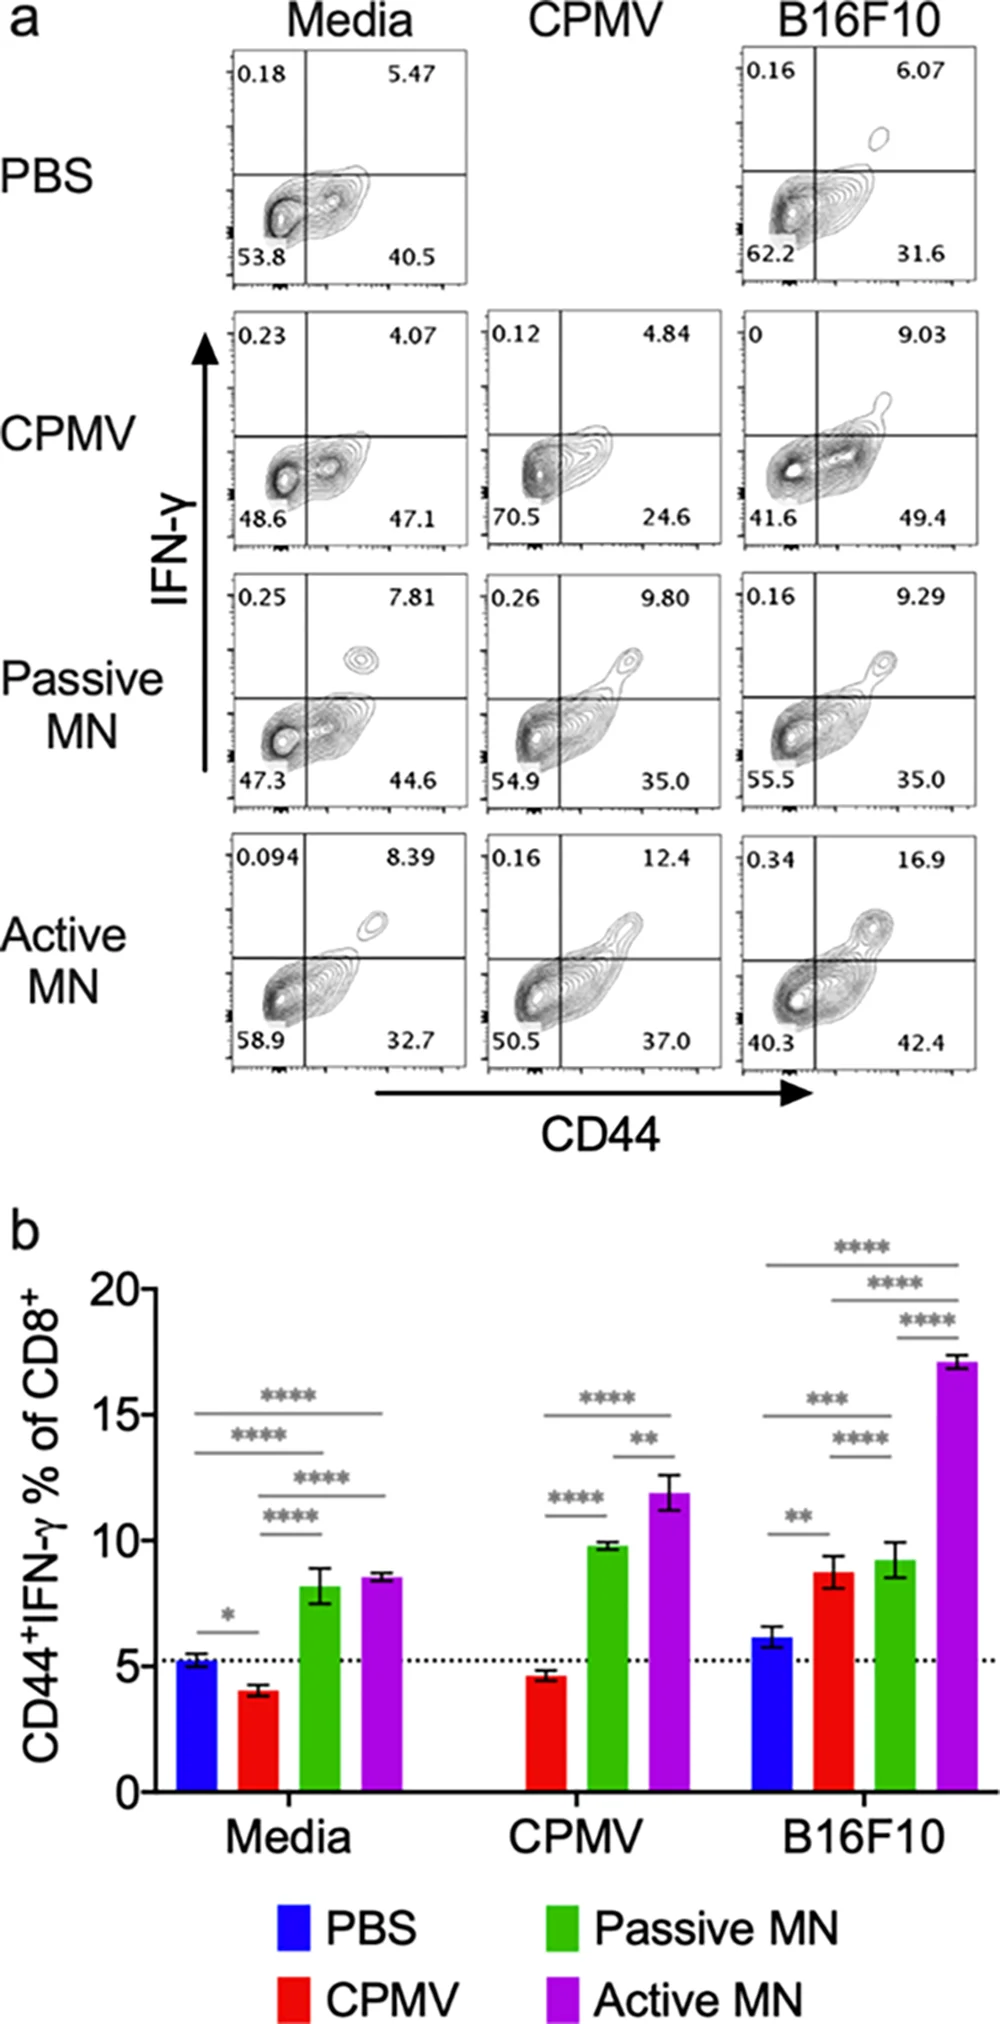 a
Media CPMV B16F10
PBS
0.18 5.47
53.8 40.5
0.16 6.07
62.2 31.6
CPMV
0.23 4.07
48.6 47.1
0.12 4.84
70.5 24.6
0 9.03
41.6 49.4
IFN-γ
Passive
MN
0.25 7.81
47.3 44.6
0.26 9.80
54.9 35.0
0.16 9.29
55.5 35.0
Active
MN
0.094 8.39
58.9 32.7
0.16 12.4
50.5 37.0
0.34 16.9
40.3 42.4
CD44
b
CD44⁺IFN-γ % of CD8⁺
20
15
10
5
0
****
****
****
****
*
****
**
****
****
****
****
***
****
**
Media CPMV B16F10
PBS Passive MN
CPMV Active MN